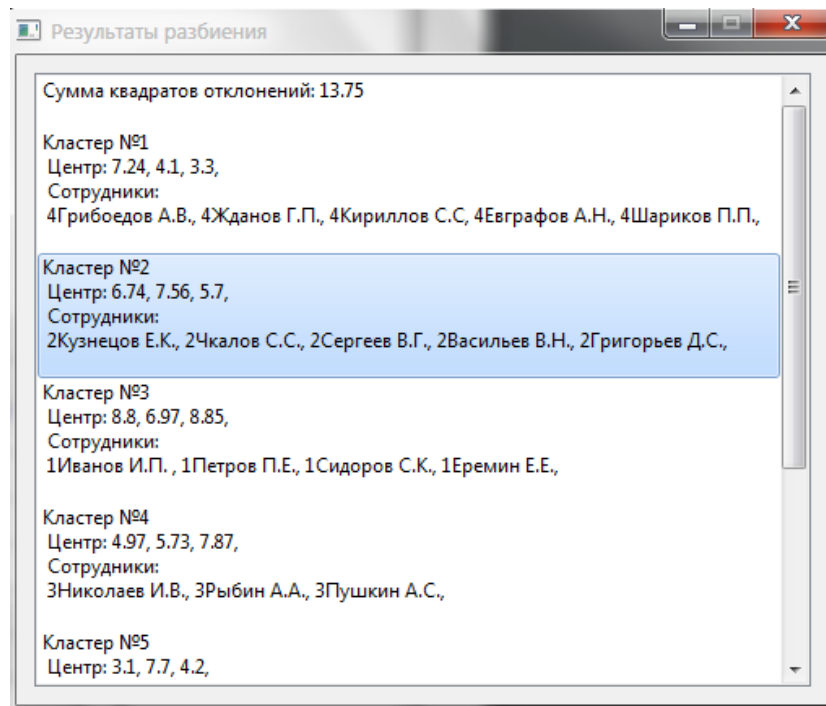 Результаты разбиения
Сумма квадратов отклонений: 13.75
Кластер №1
Центр: 7.24, 4.1, 3.3,
Сотрудники:
4Грибоедов А.В., 4Жданов Г.П., 4Кириллов С.С, 4Евграфов А.Н., 4Шариков П.П.,
Кластер №2
Центр: 6.74, 7.56, 5.7,
Сотрудники:
2Кузнецов Е.К., 2Чкалов С.С., 2Сергеев В.Г., 2Васильев В.Н., 2Григорьев Д.С.,
Кластер №3
Центр: 8.8, 6.97, 8.85,
Сотрудники:
1Иванов И.П. , 1Петров П.Е., 1Сидоров С.К., 1Еремин Е.Е.,
Кластер №4
Центр: 4.97, 5.73, 7.87,
Сотрудники:
3Николаев И.В., 3Рыбин А.А., 3Пушкин А.С.,
Кластер №5
Центр: 3.1, 7.7, 4.2,